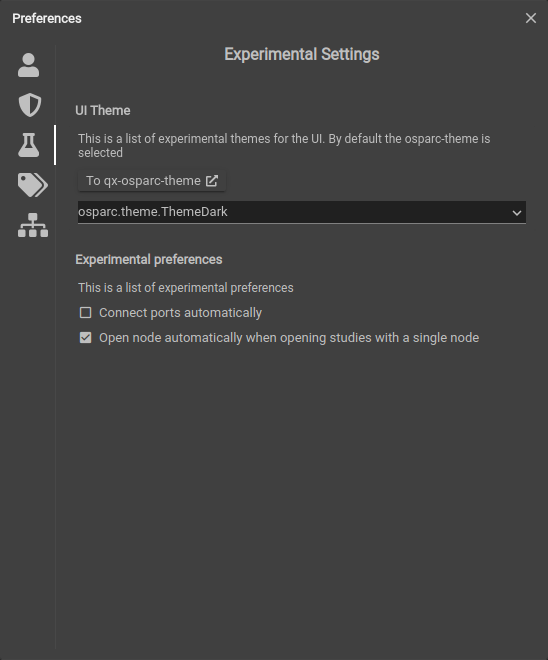 Preferences
Experimental Settings
UI Theme
This is a list of experimental themes for the UI. By default the osparc-theme is
selected
To qx-osparc-theme
osparc.theme.ThemeDark
Experimental preferences
This is a list of experimental preferences
Connect ports automatically
Open node automatically when opening studies with a single node